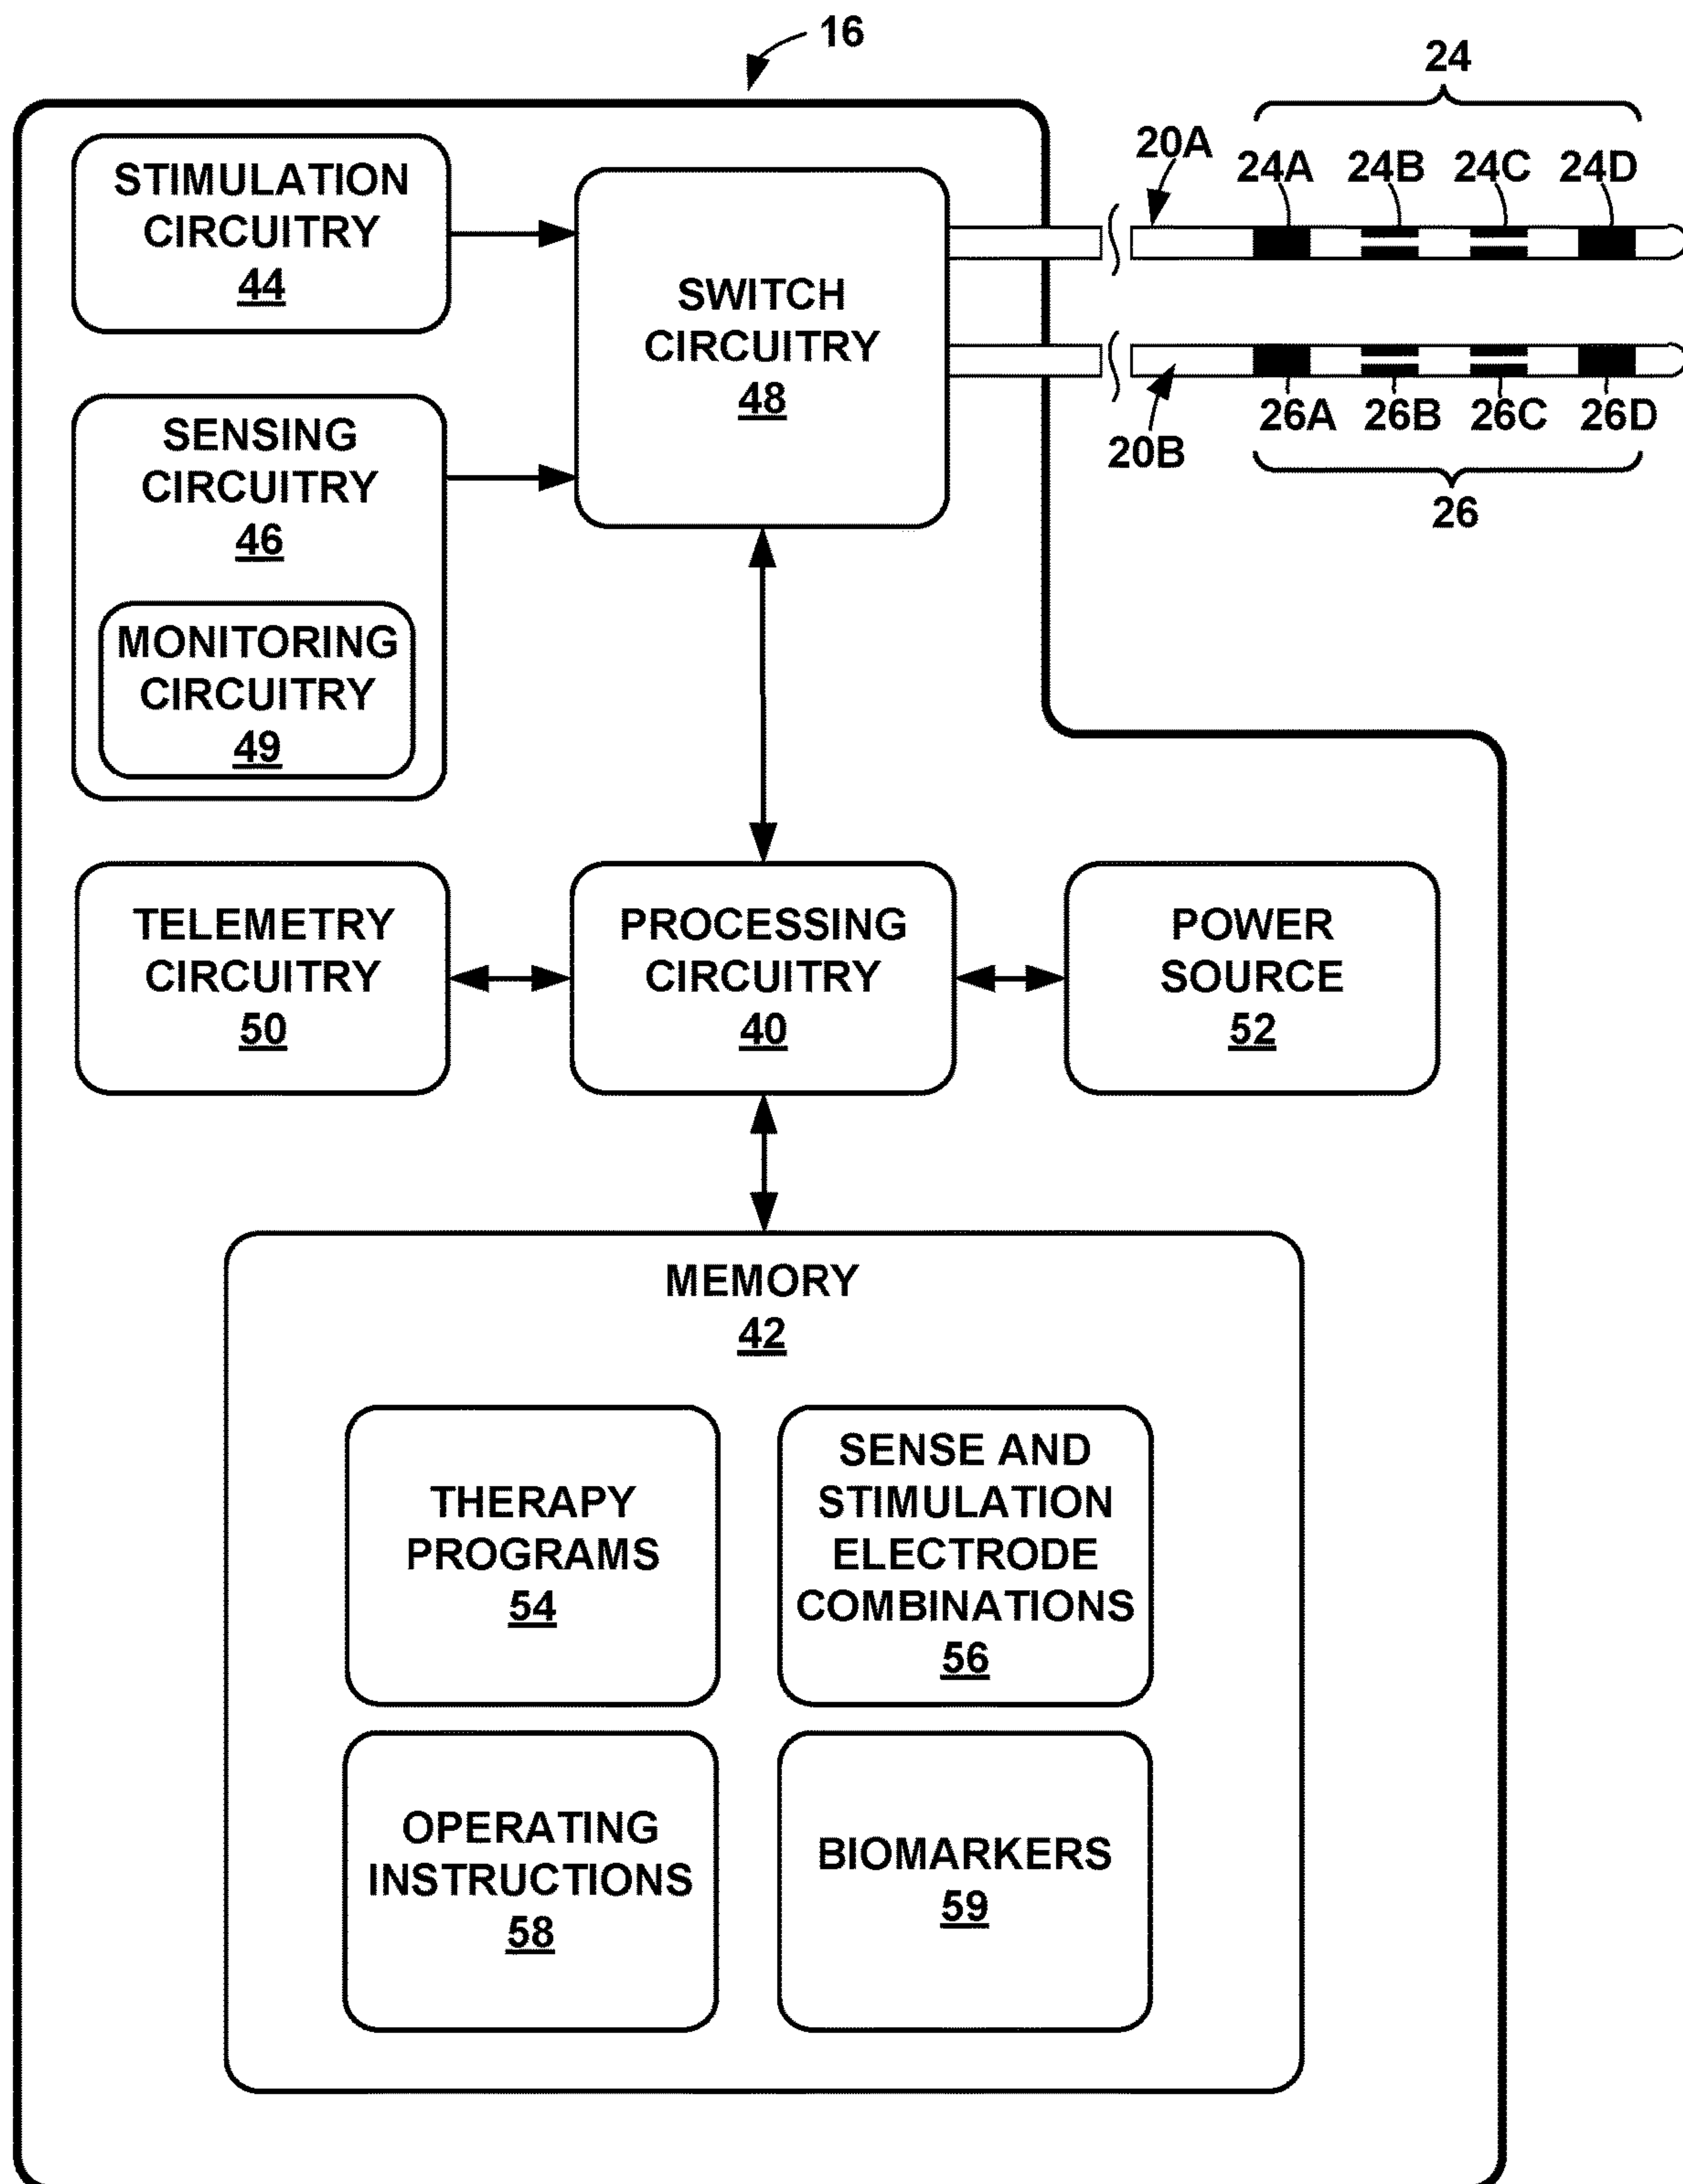 16
24
20A
24A 24B 24C 24D
STIMULATION
CIRCUITRY
44
SWITCH
CIRCUITRY
48
SENSING
CIRCUITRY
46
MONITORING
CIRCUITRY
49
20B
26A 26B 26C 26D
26
TELEMETRY
CIRCUITRY
50
PROCESSING
CIRCUITRY
40
POWER
SOURCE
52
MEMORY
42
THERAPY
PROGRAMS
54
SENSE AND
STIMULATION
ELECTRODE
COMBINATIONS
56
OPERATING
INSTRUCTIONS
58
BIOMARKERS
59